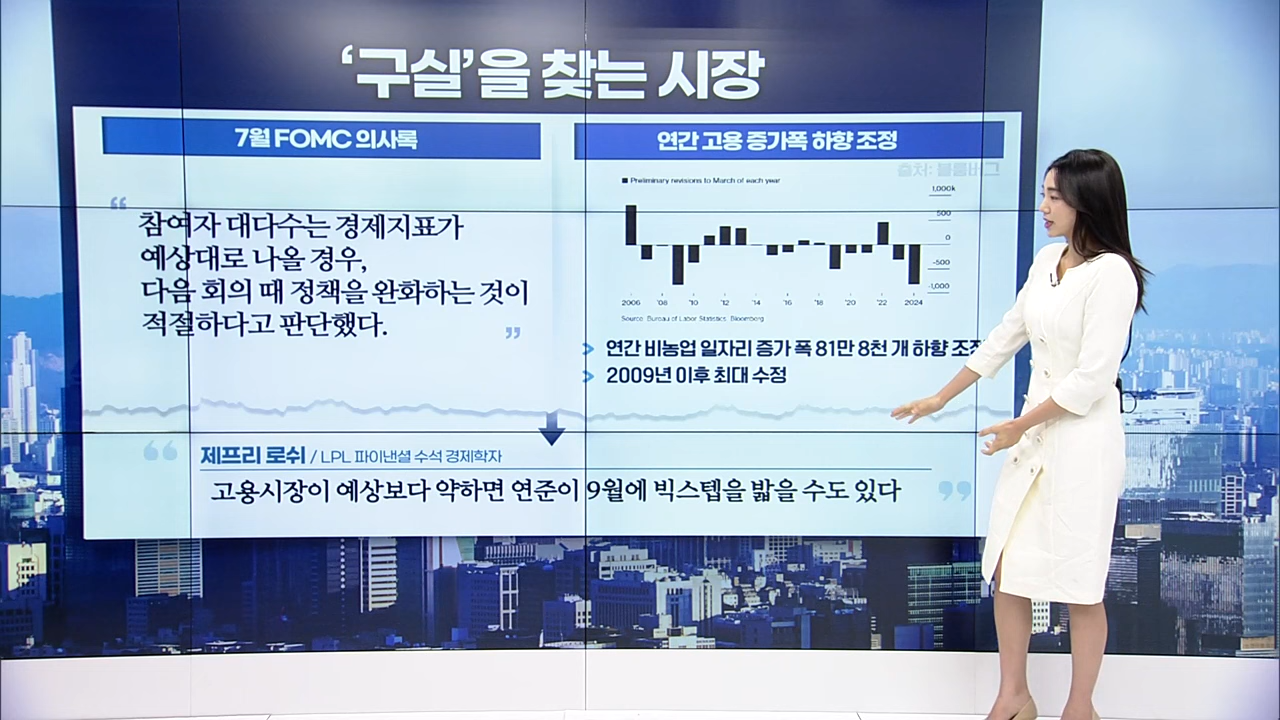 ‘구실’을 찾는 시장
7월 FOMC 의사록
“
참여자 대다수는 경제지표가
예상대로 나올 경우,
다음 회의 때 정책을 완화하는 것이
적절하다고 판단했다.
”
연간 고용 증가폭 하향 조정
출처: 블룸버그
■ Preliminary revisions to March of each year
1,000k
500
0
-500
-1,000
2006 '08 '10 '12 '14 '16 '18 '20 '22 2024
Source: Bureau of Labor Statistics, Bloomberg
> 연간 비농업 일자리 증가 폭 81만 8천 개 하향 조정
> 2009년 이후 최대 수정
“ 제프리 로쉬 / LPL 파이낸셜 수석 경제학자
고용시장이 예상보다 약하면 연준이 9월에 빅스텝을 밟을 수도 있다 ”